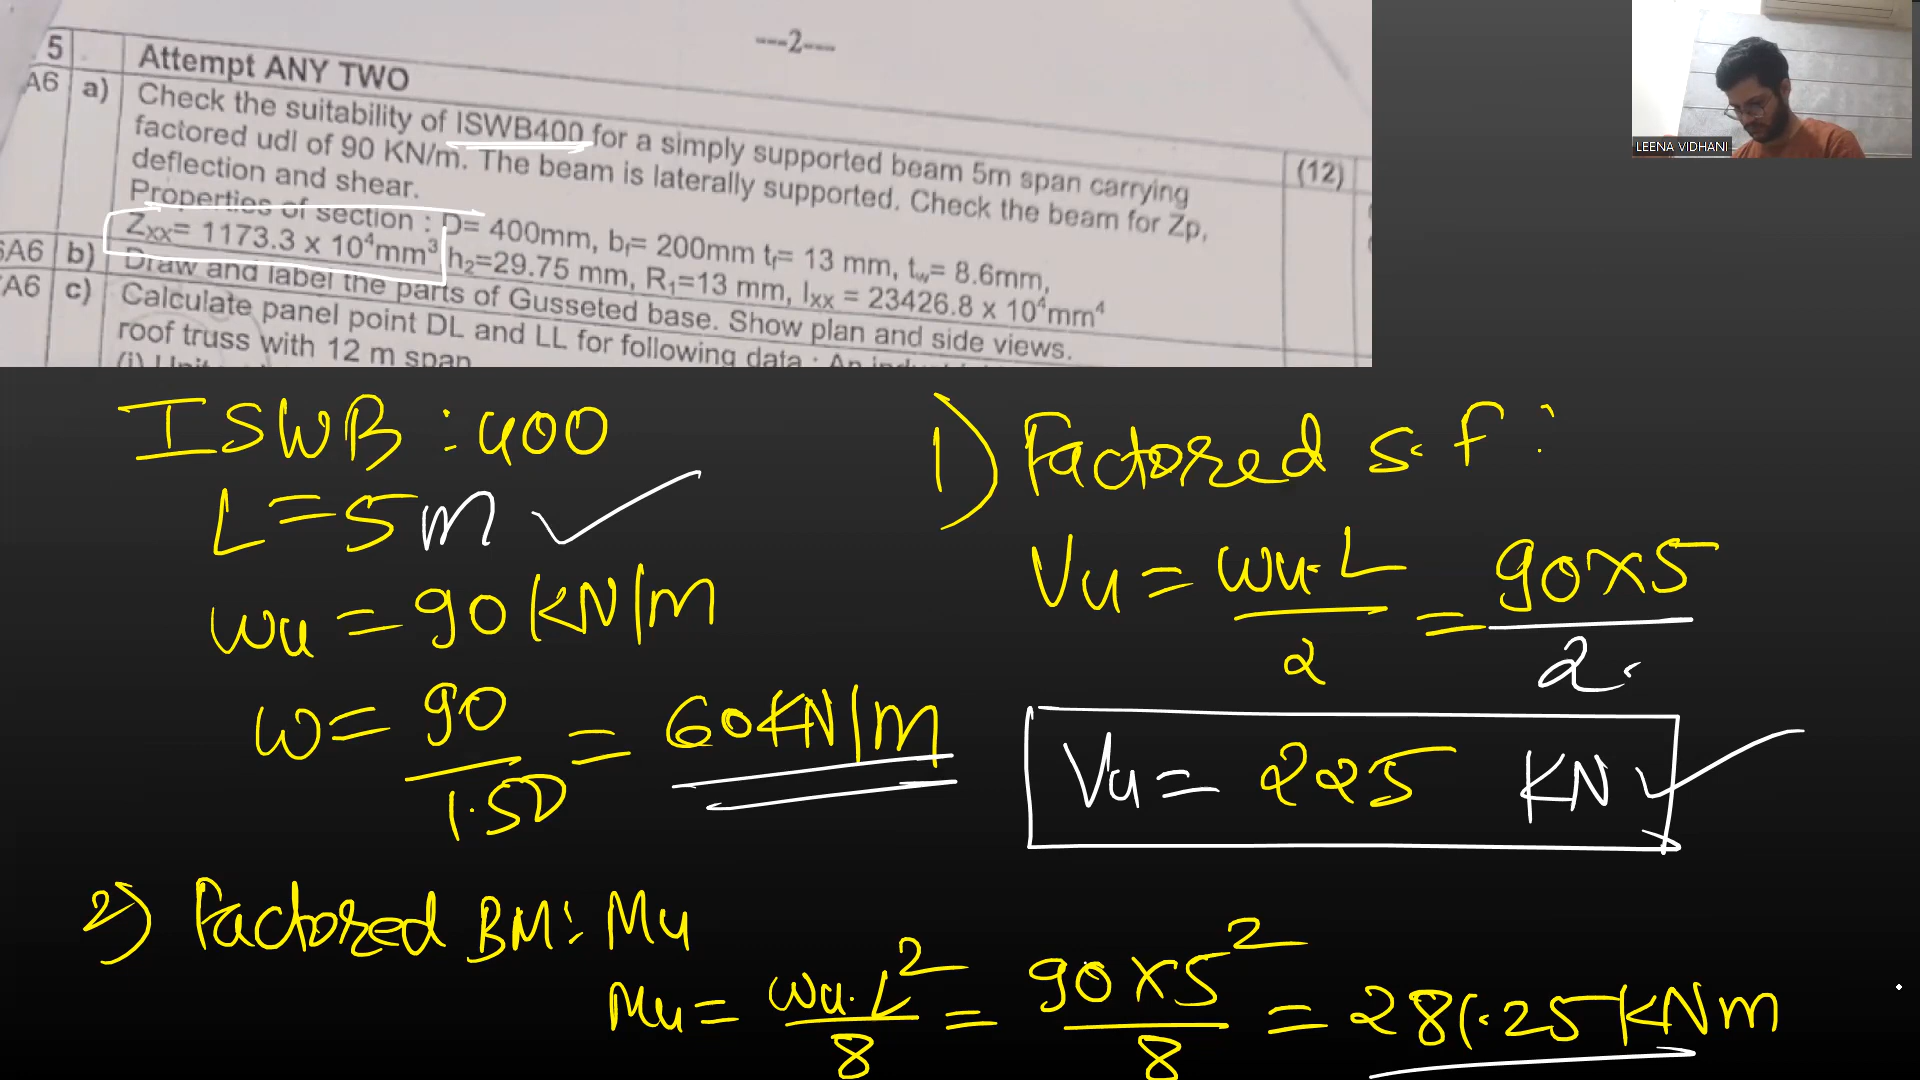 ---2---
5 Attempt ANY TWO
A6 a) Check the suitability of ISWB400 for a simply supported beam 5m span carrying (12)
factored udl of 90 KN/m. The beam is laterally supported. Check the beam for Zp,
deflection and shear.
Properties of section : D= 400mm, bf= 200mm tf= 13 mm, tw= 8.6mm,
Zxx= 1173.3 x 10⁴mm³ h2=29.75 mm, R1=13 mm, Ixx = 23426.8 x 10⁴mm⁴
A6 b) Draw and label the parts of Gusseted base. Show plan and side views.
A6 c) Calculate panel point DL and LL for following data : An
roof truss with 12 m span
(i) Unit
LEENA VIDHANI
ISWB : 400
L = 5m
wu = 90 KN/m
w = 90/1.50 = 60 KN/m
1) Factored S.F :
Vu = wu.L/2 = 90x5/2.
Vu = 225 KN
2) Factored BM : Mu
Mu = wu.L²/8 = 90x5²/8 = 281.25 KNm